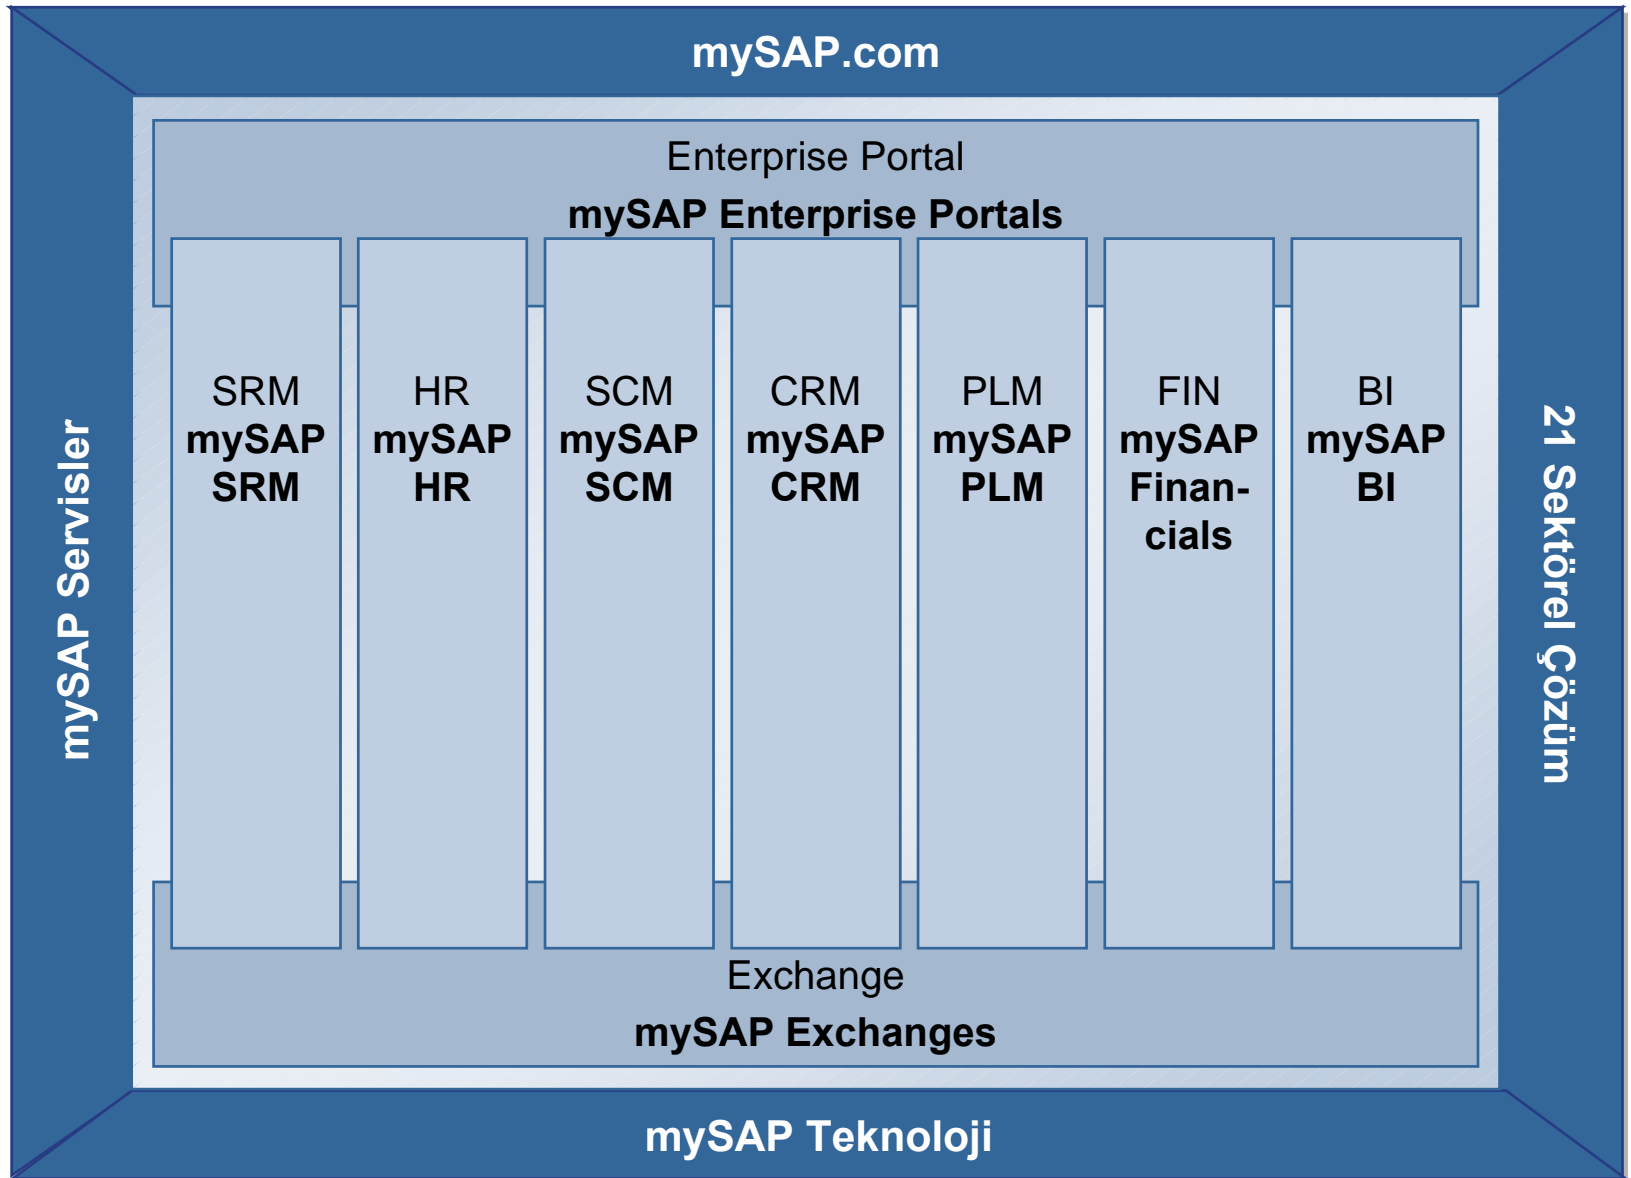 mySAP.com
Enterprise Portal
mySAP Enterprise Portals
SRM
mySAP
SRM
HR
mySAP
HR
SCM
mySAP
SCM
CRM
mySAP
CRM
PLM
mySAP
PLM
FIN
mySAP
Finan-
cials
BI
mySAP
BI
mySAP Servisler
21 Sektörel Çözüm
Exchange
mySAP Exchanges
mySAP Teknoloji